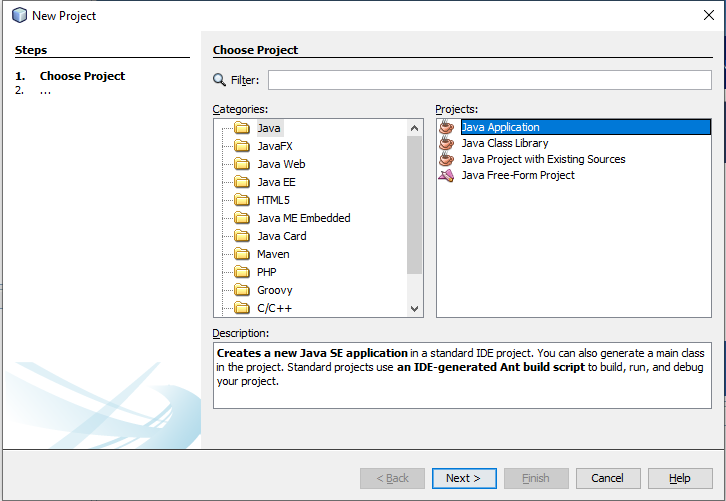 New Project
Steps
1. Choose Project
2. ...
Choose Project
Filter:
Categories:
Java
JavaFX
Java Web
Java EE
HTML5
Java ME Embedded
Java Card
Maven
PHP
Groovy
C/C++
Projects:
Java Application
Java Class Library
Java Project with Existing Sources
Java Free-Form Project
Description:
Creates a new Java SE application in a standard IDE project. You can also generate a main class
in the project. Standard projects use an IDE-generated Ant build script to build, run, and debug
your project.
< Back
Next >
Finish
Cancel
Help